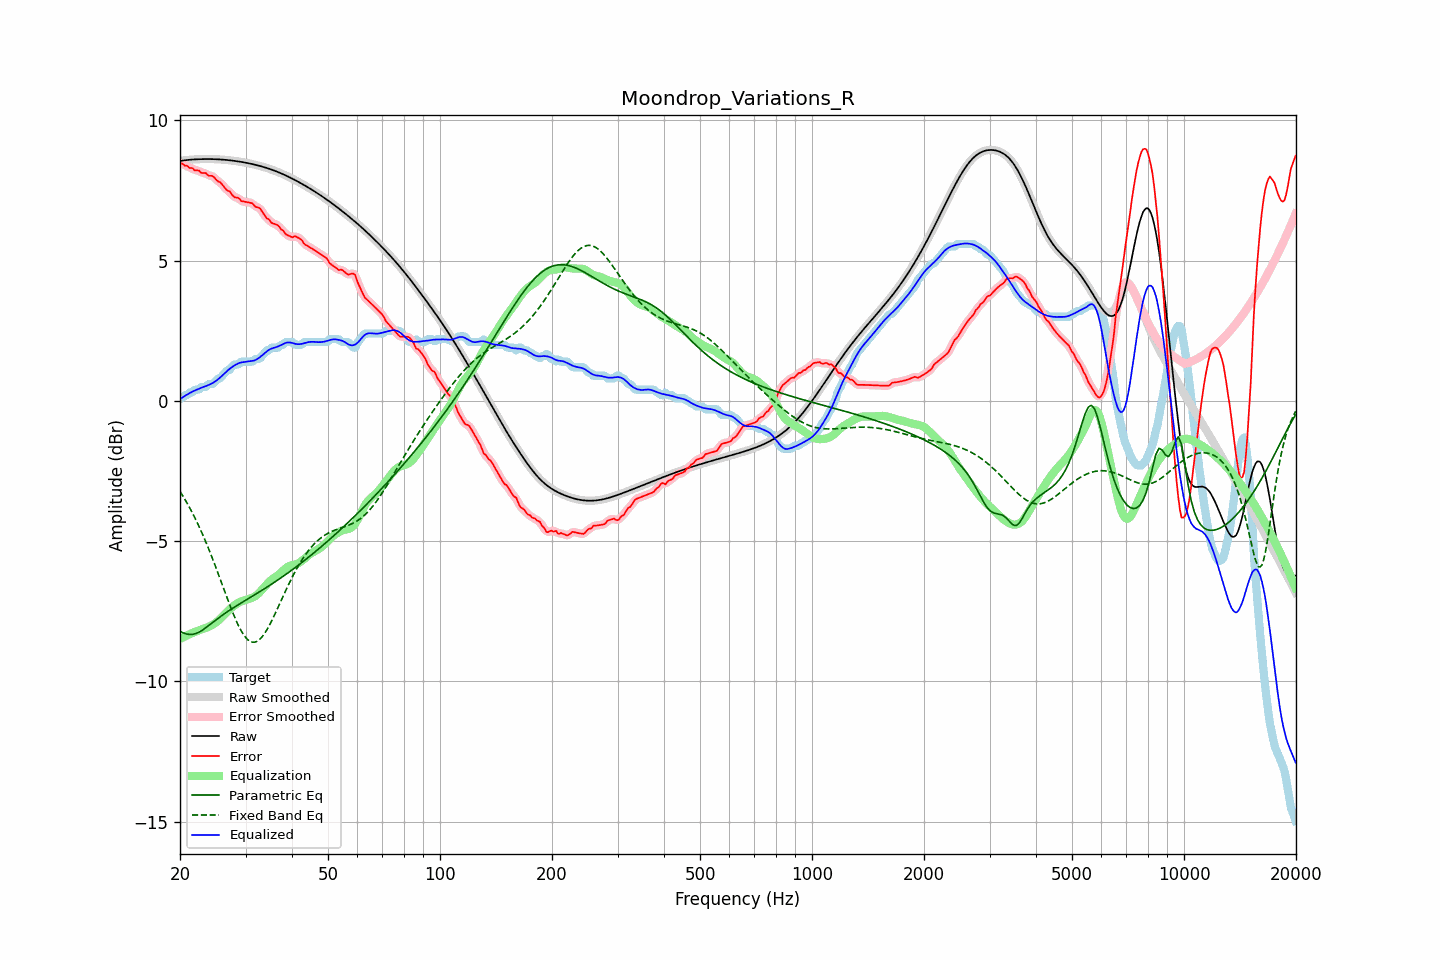 Moondrop_Variations_R
10
5
0
−5
−10
−15
Amplitude (dBr)
Target
Raw Smoothed
Error Smoothed
Raw
Error
Equalization
Parametric Eq
Fixed Band Eq
Equalized
20 50 100 200 500 1000 2000 5000 10000 20000
Frequency (Hz)